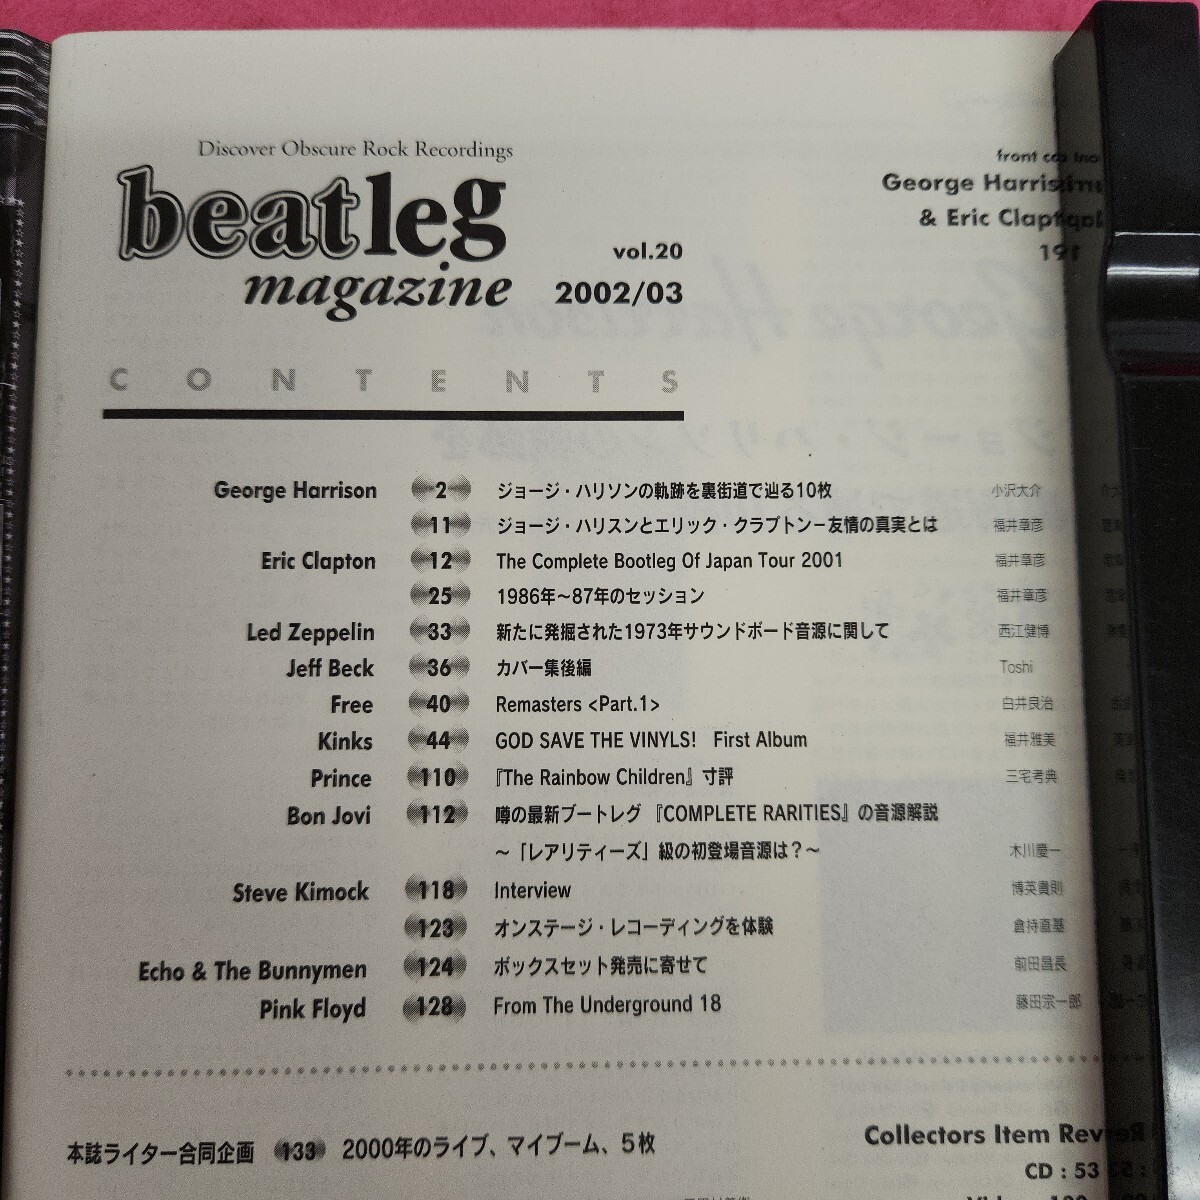 Discover Obscure Rock Recordings
beatleg
magazine
vol.20
2002/03
front
George Harrison
& Eric Clapton
CONTENTS
George Harrison 2 ジョージ・ハリソンの軌跡を裏街道で辿る10枚 小沢大介
11 ジョージ・ハリスンとエリック・クラプトンー友情の真実とは 福井章彦
Eric Clapton 12 The Complete Bootleg Of Japan Tour 2001 福井章彦
25 1986年〜87年のセッション 福井章彦
Led Zeppelin 33 新たに発掘された1973年サウンドボード音源に関して 西江健博
Jeff Beck 36 カバー集後編 Toshi
Free 40 Remasters <Part.1> 白井良治
Kinks 44 GOD SAVE THE VINYLS! First Album 福井雅美
Prince 110 『The Rainbow Children』寸評 三宅考典
Bon Jovi 112 噂の最新ブートレグ『COMPLETE RARITIES』の音源解説
〜「レアリティーズ」級の初登場音源は？〜 木川慶一
Steve Kimock 118 Interview 博英貴則
123 オンステージ・レコーディングを体験 倉持直基
Echo & The Bunnymen 124 ボックスセット発売に寄せて 前田昌長
Pink Floyd 128 From The Underground 18 藤田宗一郎
本誌ライター合同企画 133 2000年のライブ、マイブーム、5枚
Collectors Item
CD : 53